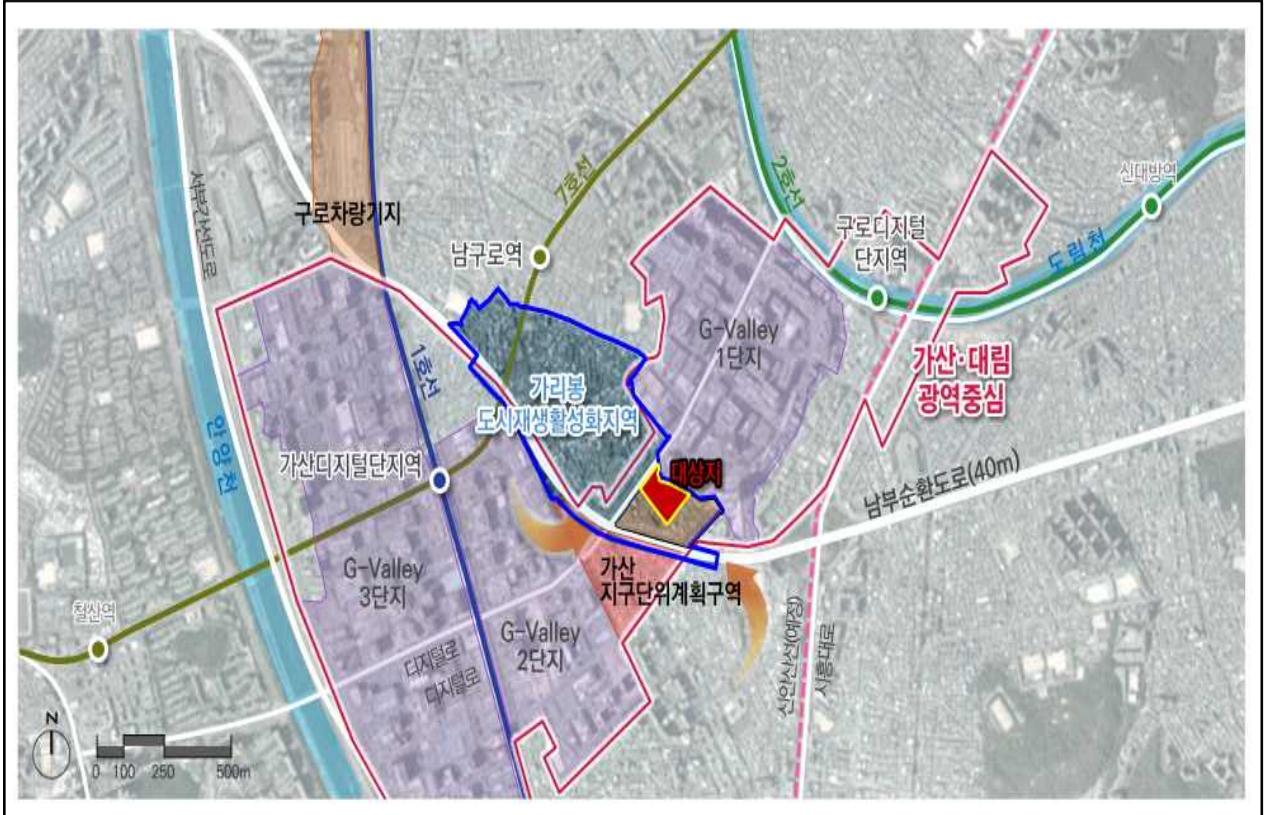 7호선
2호선
신대방역
서부간선도로
구로차량기지
구로디지털
단지역
남구로역
도림천
G-Valley
1단지
1호선
가산·대림
광역중심
가리봉
도시재생활성화지역
안양천
가산디지털단지역
대상지
남부순환도로(40m)
G-Valley
3단지
가산
지구단위계획구역
철산역
G-Valley
2단지
디지털로
디지털로
신안산선(예정)
시흥대로
N
0 100 250 500m